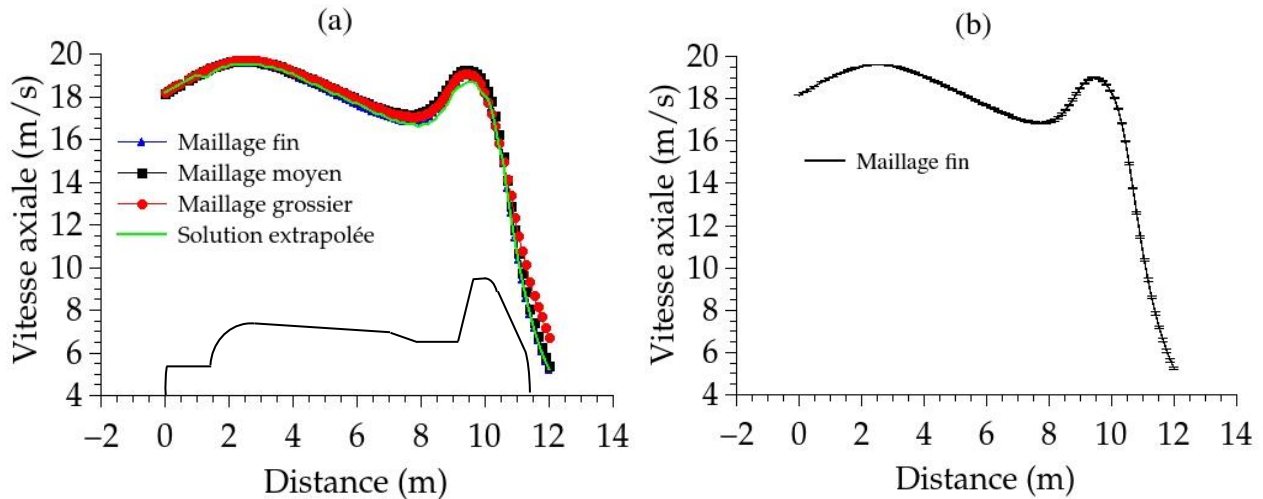 (a)
Vitesse axiale (m/s)
20
18
16
14
12
10
8
6
4
Maillage fin
Maillage moyen
Maillage grossier
Solution extrapolée
−2 0 2 4 6 8 10 12 14
Distance (m)
(b)
Vitesse axiale (m/s)
20
18
16
14
12
10
8
6
4
Maillage fin
−2 0 2 4 6 8 10 12 14
Distance (m)